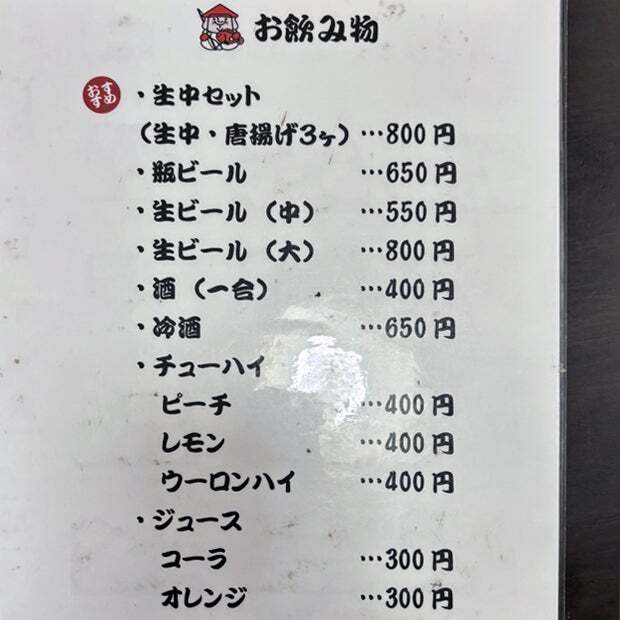 お飲み物
おすすめ
・生中セット
（生中・唐揚げ3ヶ）…800円
・瓶ビール …650円
・生ビール（中） …550円
・生ビール（大） …800円
・酒（一合） …400円
・冷酒 …650円
・チューハイ
ピーチ …400円
レモン …400円
ウーロンハイ …400円
・ジュース
コーラ …300円
オレンジ …300円